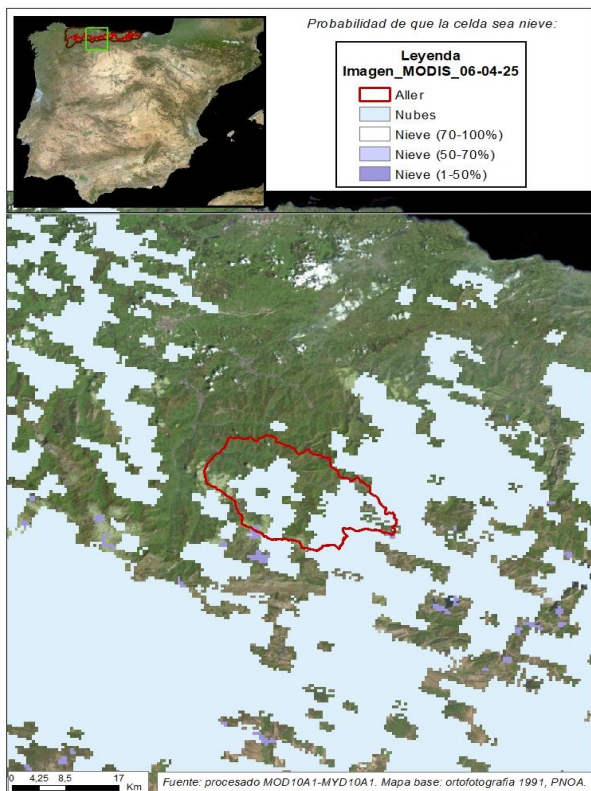 Probabilidad de que la celda sea nieve:
Leyenda
Imagen_MODIS_06-04-25
Aller
Nubes
Nieve (70-100%)
Nieve (50-70%)
Nieve (1-50%)
0 4,25 8,5 17
Km
Fuente: procesado MOD10A1-MYD10A1. Mapa base: ortofotografía 1991, PNOA.